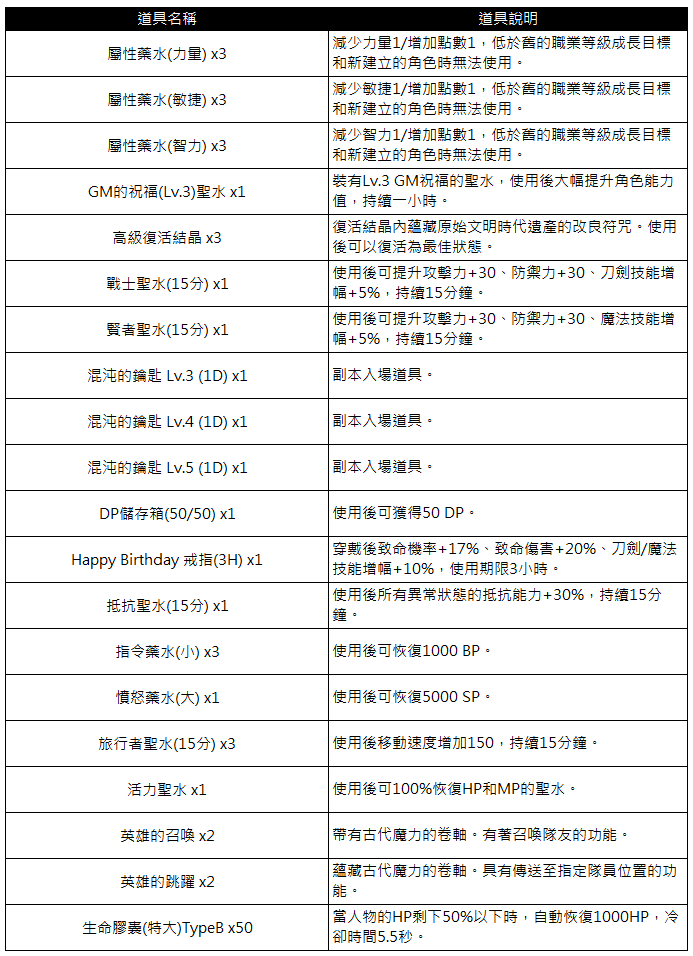 道具名稱
道具說明
屬性藥水(力量) x3
減少力量1/增加點數1，低於舊的職業等級成長目標
和新建立的角色時無法使用。
屬性藥水(敏捷) x3
減少敏捷1/增加點數1，低於舊的職業等級成長目標
和新建立的角色時無法使用。
屬性藥水(智力) x3
減少智力1/增加點數1，低於舊的職業等級成長目標
和新建立的角色時無法使用。
GM的祝福(Lv.3)聖水 x1
裝有Lv.3 GM祝福的聖水，使用後大幅提升角色能力
值，持續一小時。
高級復活結晶 x3
復活結晶內蘊藏原始文明時代遺產的改良符咒。使用
後可以復活為最佳狀態。
戰士聖水(15分) x1
使用後可提升攻擊力+30、防禦力+30、刀劍技能增
幅+5%，持續15分鐘。
賢者聖水(15分) x1
使用後可提升攻擊力+30、防禦力+30、魔法技能增
幅+5%，持續15分鐘。
混沌的鑰匙 Lv.3 (1D) x1
副本入場道具。
混沌的鑰匙 Lv.4 (1D) x1
副本入場道具。
混沌的鑰匙 Lv.5 (1D) x1
副本入場道具。
DP儲存箱(50/50) x1
使用後可獲得50 DP。
Happy Birthday 戒指(3H) x1
穿戴後致命機率+17%、致命傷害+20%、刀劍/魔法
技能增幅+10%，使用期限3小時。
抵抗聖水(15分) x1
使用後所有異常狀態的抵抗能力+30%，持續15分
鐘。
指令藥水(小) x3
使用後可恢復1000 BP。
憤怒藥水(大) x1
使用後可恢復5000 SP。
旅行者聖水(15分) x3
使用後移動速度增加150，持續15分鐘。
活力聖水 x1
使用後可100%恢復HP和MP的聖水。
英雄的召喚 x2
帶有古代魔力的卷軸。有著召喚隊友的功能。
英雄的跳躍 x2
蘊藏古代魔力的卷軸。具有傳送至指定隊員位置的功
能。
生命膠囊(特大)TypeB x50
當人物的HP剩下50%以下時，自動恢復1000HP，冷
卻時間5.5秒。